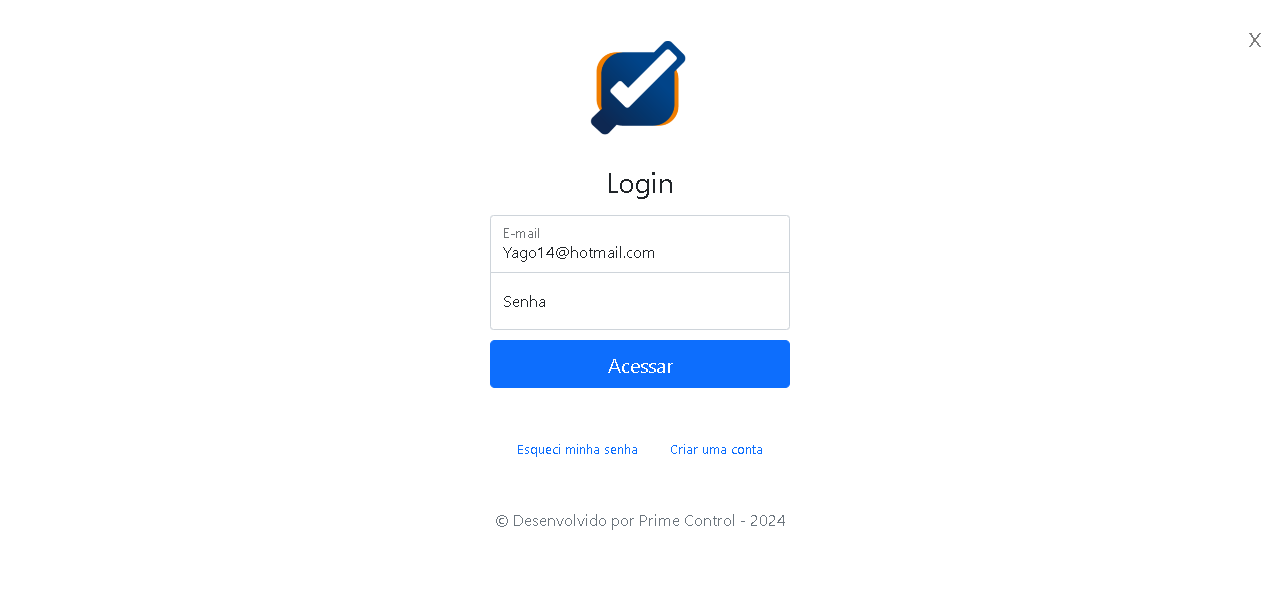 X
Login
E-mail
Yago14@hotmail.com
Senha
Acessar
Esqueci minha senha
Criar uma conta
© Desenvolvido por Prime Control - 2024